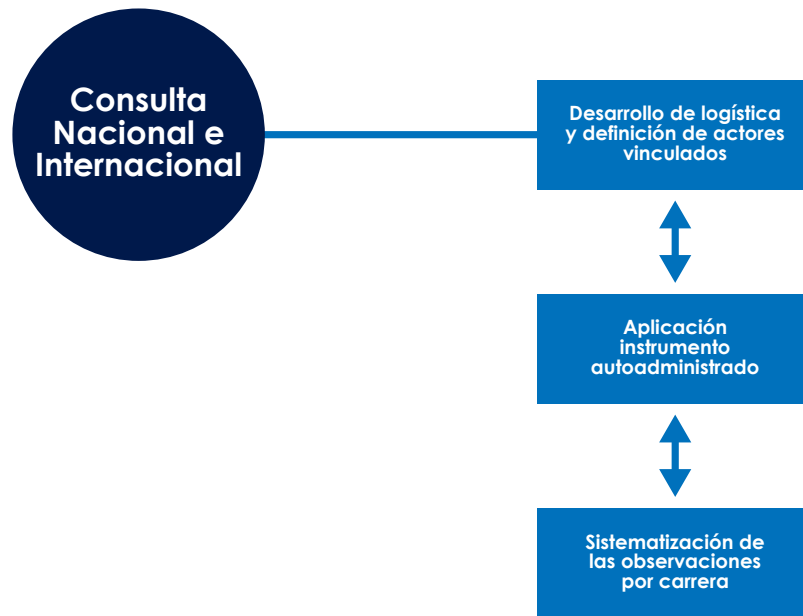 Consulta
Nacional e
Internacional
Desarrollo de logística
y definición de actores
vinculados
Aplicación
instrumento
autoadministrado
Sistematización de
las observaciones
por carrera